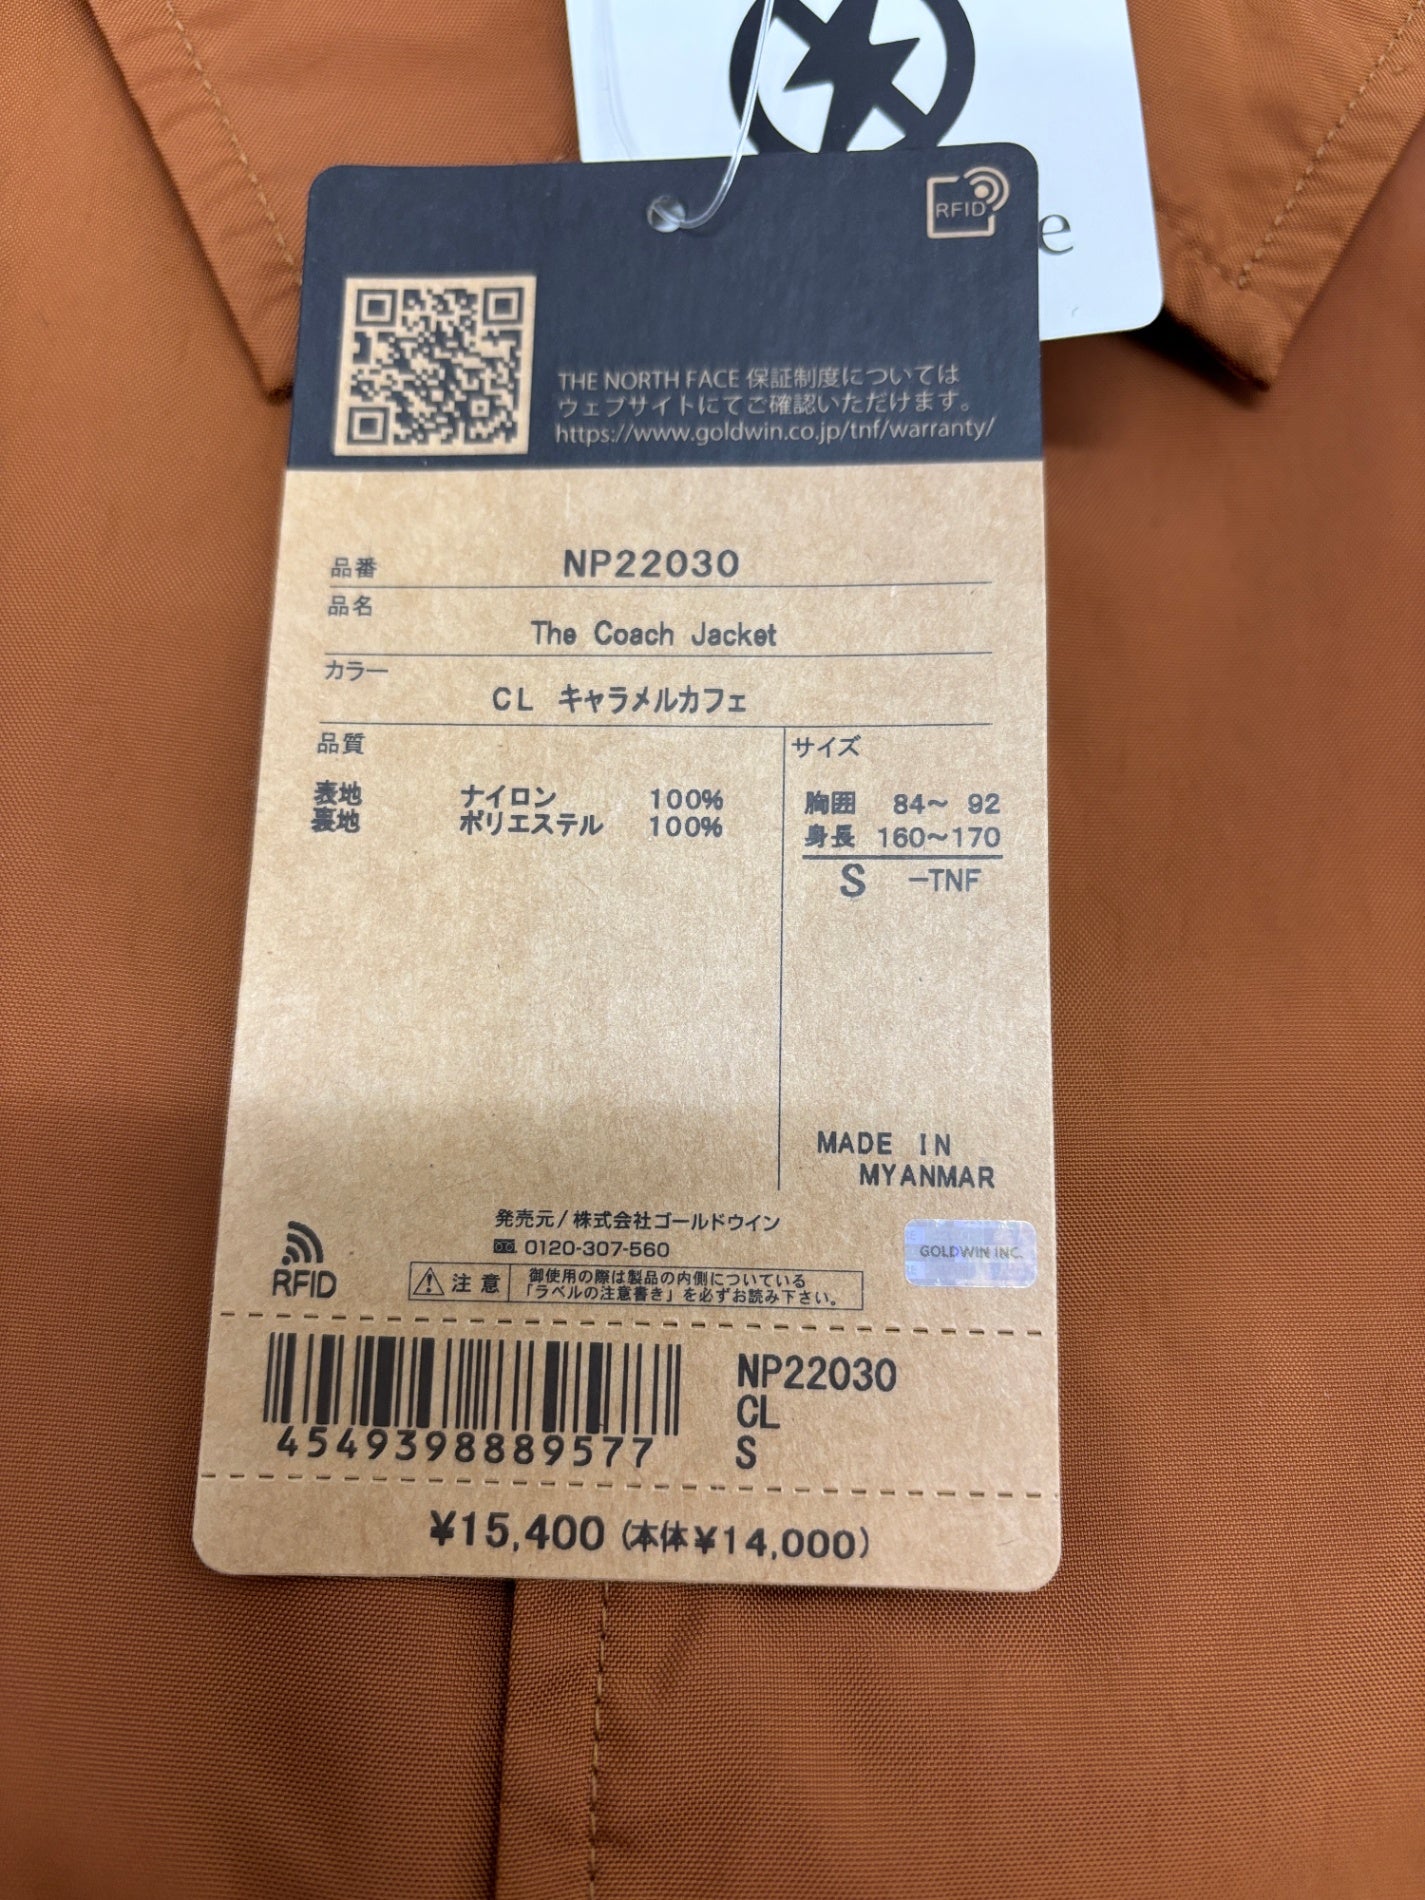 RFID
e
THE NORTH FACE 保証制度については
ウェブサイトにてご確認いただけます。
https://www.goldwin.co.jp/tnf/warranty/
品番 NP22030
品名
The Coach Jacket
カラー
CL キャラメルカフェ
品質
表地 ナイロン 100%
裏地 ポリエステル 100%
サイズ
胸囲 84～ 92
身長 160～170
S -TNF
MADE IN
MYANMAR
発売元/株式会社ゴールドウイン
0120-307-560
GOLDWIN INC.
RFID
注意
御使用の際は製品の内側についている
「ラベルの注意書き」を必ずお読み下さい。
4549398889577
NP22030
CL
S
¥15,400 (本体¥14,000)